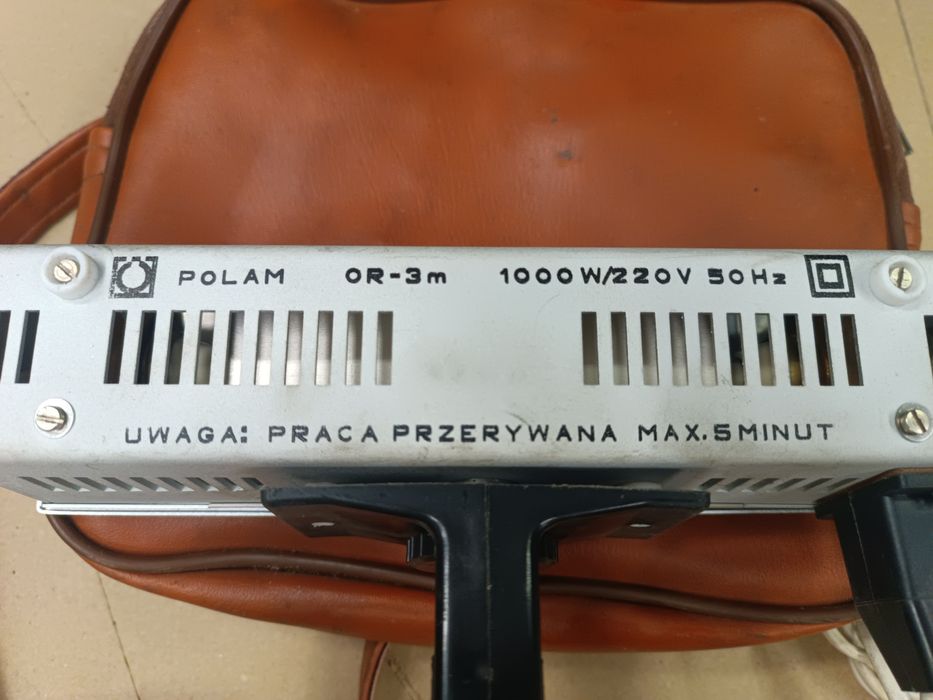 POLAM OR-3m 1000W/220V 50Hz
UWAGA: PRACA PRZERYWANA MAX.5MINUT